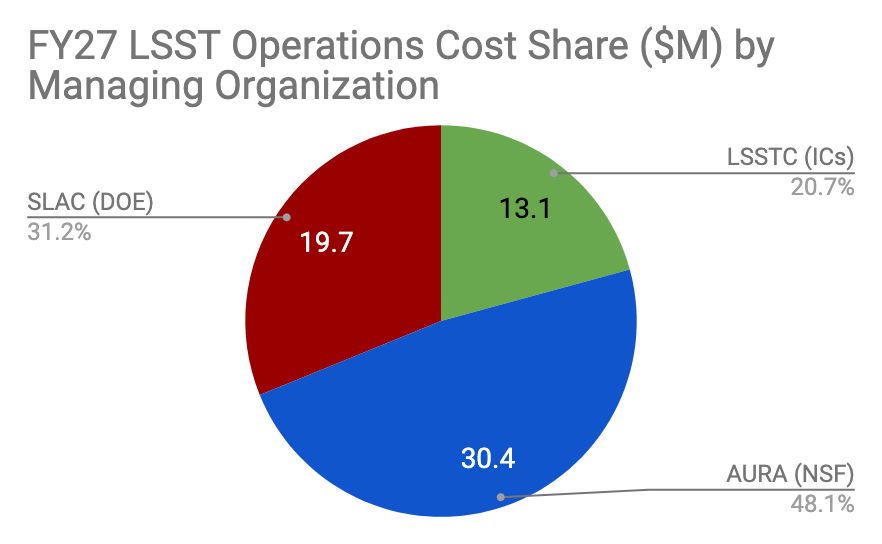 FY27 LSST Operations Cost Share ($M) by
Managing Organization
LSSTC (ICs)
20.7%
SLAC (DOE)
31.2%
13.1
19.7
30.4
AURA (NSF)
48.1%